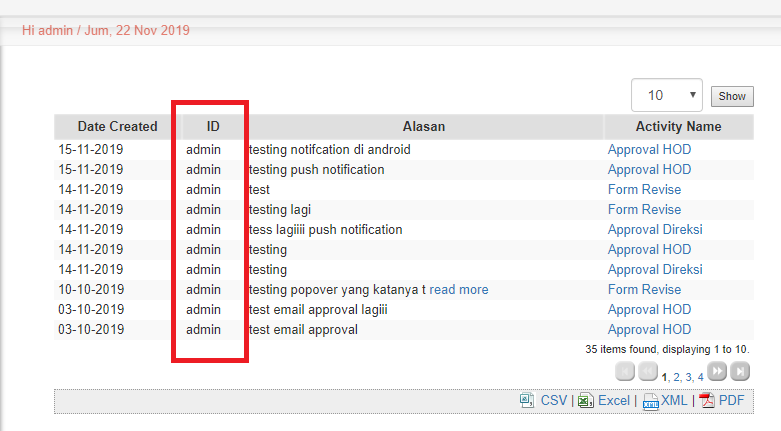 Hi admin / Jum, 22 Nov 2019
10 Show
Date Created ID Alasan Activity Name
15-11-2019 admin testing notifcation di android Approval HOD
15-11-2019 admin testing push notification Approval HOD
14-11-2019 admin test Form Revise
14-11-2019 admin testing lagi Form Revise
14-11-2019 admin tess lagiiii push notification Approval Direksi
14-11-2019 admin testing Approval HOD
14-11-2019 admin testing Approval Direksi
10-10-2019 admin testing popover yang katanya t read more Form Revise
03-10-2019 admin test email approval lagiii Approval HOD
03-10-2019 admin test email approval Approval HOD
35 items found, displaying 1 to 10.
1, 2, 3, 4
CSV | Excel | XML | PDF